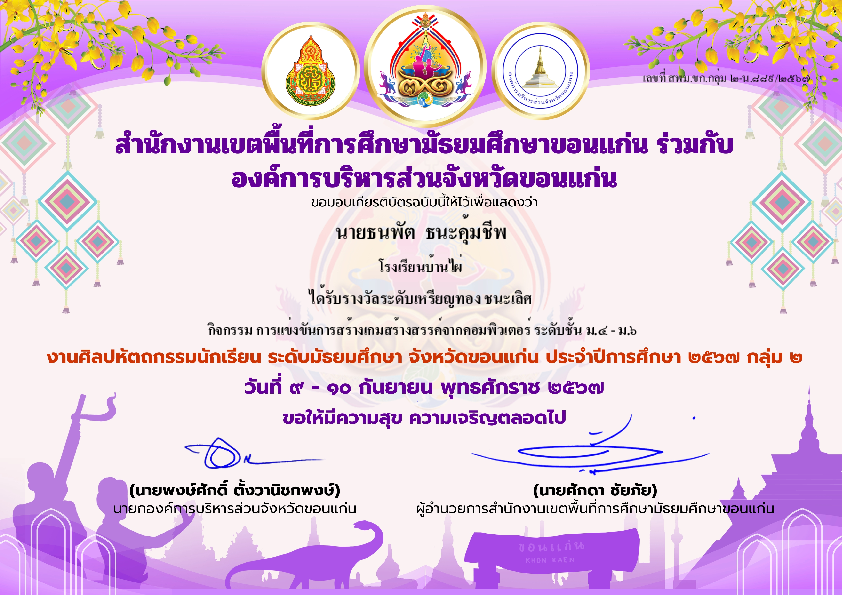 เลขที่ สพม.ขก.กลุ่ม ๒-น.๘๘๙/๒๕๖๗
สำนักงานเขตพื้นที่การศึกษามัธยมศึกษาขอนแก่น ร่วมกับ
องค์การบริหารส่วนจังหวัดขอนแก่น
ขอมอบเกียรติบัตรฉบับนี้ให้ไว้เพื่อแสดงว่า
นายธนพัต ธนะคุ้มชีพ
โรงเรียนบ้านไผ่
ได้รับรางวัลระดับเหรียญทอง ชนะเลิศ
กิจกรรม การแข่งขันการสร้างเกมสร้างสรรค์จากคอมพิวเตอร์ ระดับชั้น ม.๔ - ม.๖
งานศิลปหัตถกรรมนักเรียน ระดับมัธยมศึกษา จังหวัดขอนแก่น ประจำปีการศึกษา ๒๕๖๗ กลุ่ม ๒
วันที่ ๙ - ๑๐ กันยายน พุทธศักราช ๒๕๖๗
ขอให้มีความสุข ความเจริญตลอดไป
(นายพงษ์ศักดิ์ ตั้งวานิชกพงษ์)
นายกองค์การบริหารส่วนจังหวัดขอนแก่น
(นายศักดา ชัยภัย)
ผู้อำนวยการสำนักงานเขตพื้นที่การศึกษามัธยมศึกษาขอนแก่น
ขอนแก่น
KHON KAEN